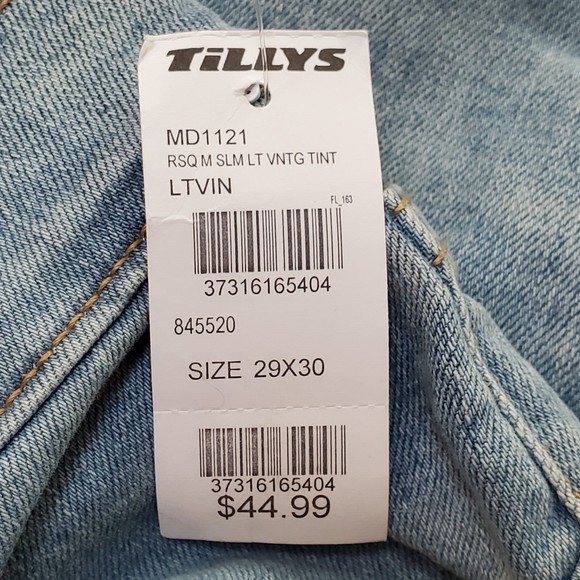 TiLLYS
MD1121
RSQ M SLM LT VNTG TINT
LTVIN
FL_163
37316165404
845520
SIZE 29X30
37316165404
$44.99